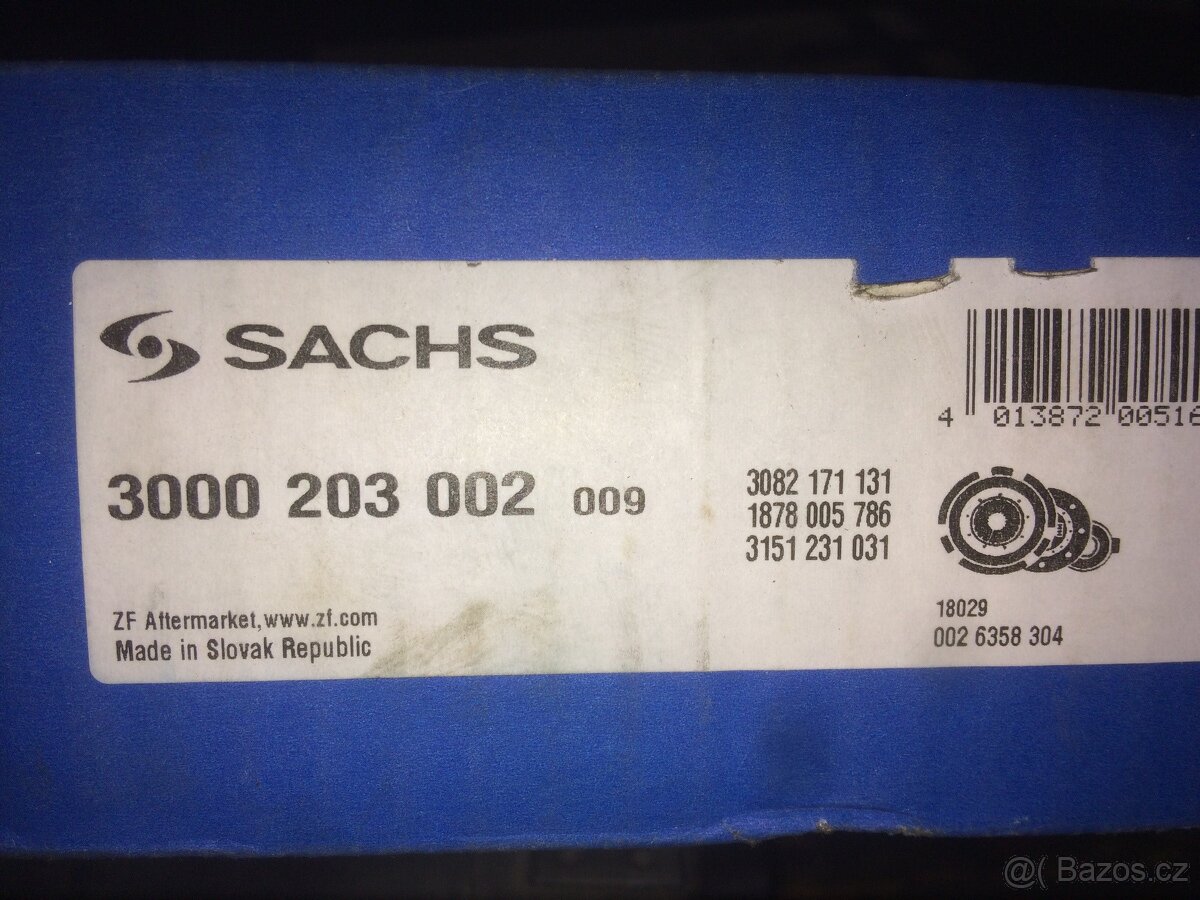 SACHS
4 013872 00516
3000 203 002 009
3082 171 131
1878 005 786
3151 231 031
ZF Aftermarket,www.zf.com
Made in Slovak Republic
18029
002 6358 304
@( Bazos.cz